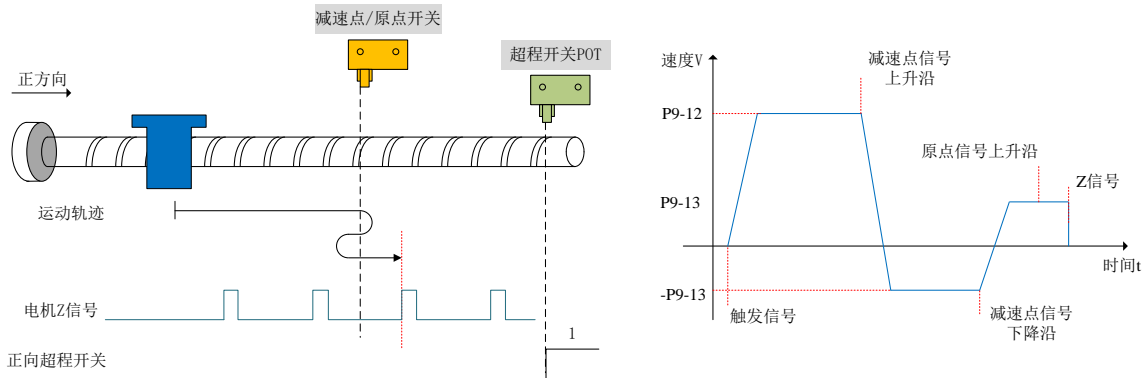 减速点/原点开关
超程开关POT
正方向
运动轨迹
电机Z信号
正向超程开关
1
速度V
减速点信号
上升沿
P9-12
原点信号上升沿
Z信号
P9-13
时间t
-P9-13
触发信号
减速点信号
下降沿